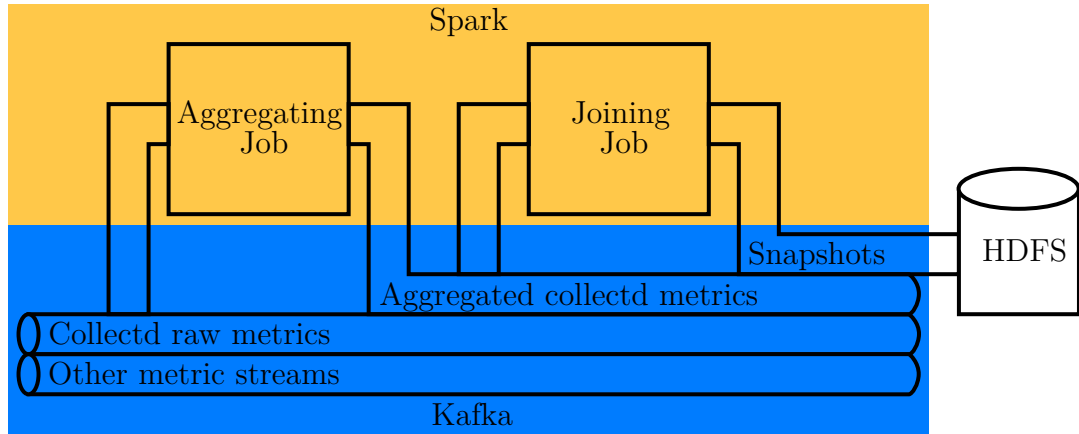 Spark
Aggregating
Job
Joining
Job
Snapshots
HDFS
Aggregated collectd metrics
Collectd raw metrics
Other metric streams
Kafka